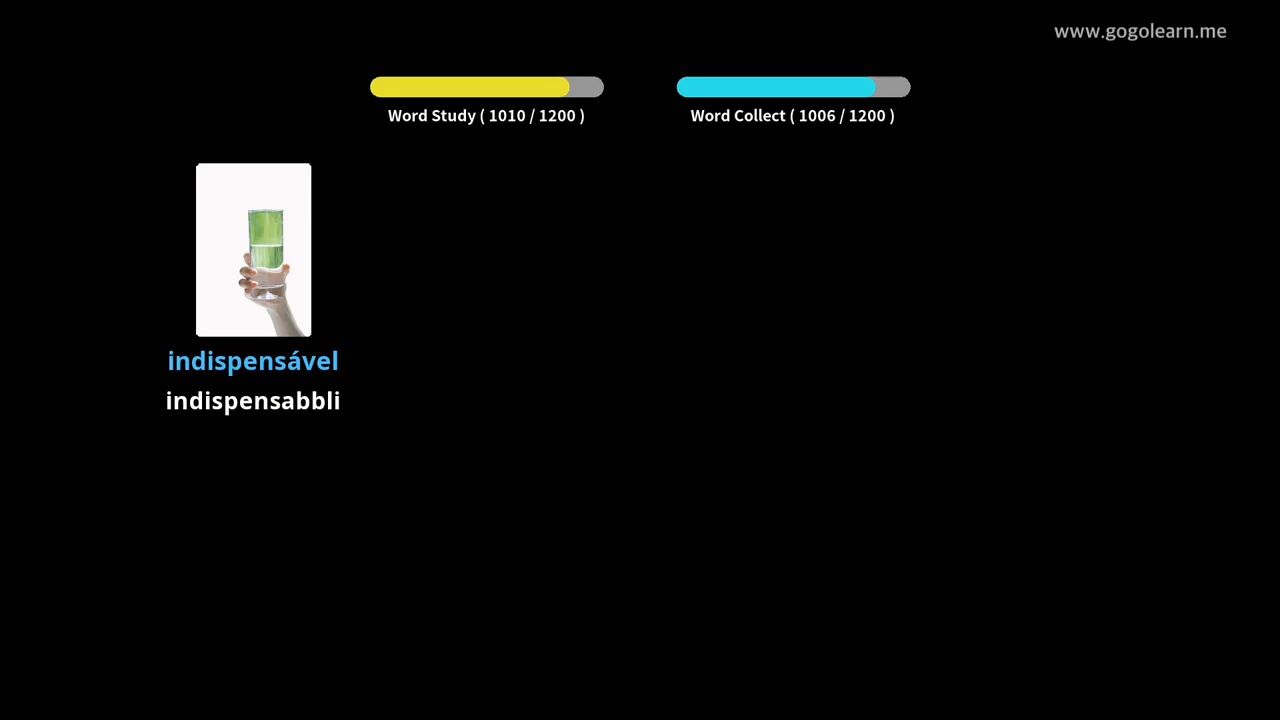 www.gogolearn.me
Word Study ( 1010 / 1200 )
Word Collect ( 1006 / 1200 )
indispensável
indispensabbli